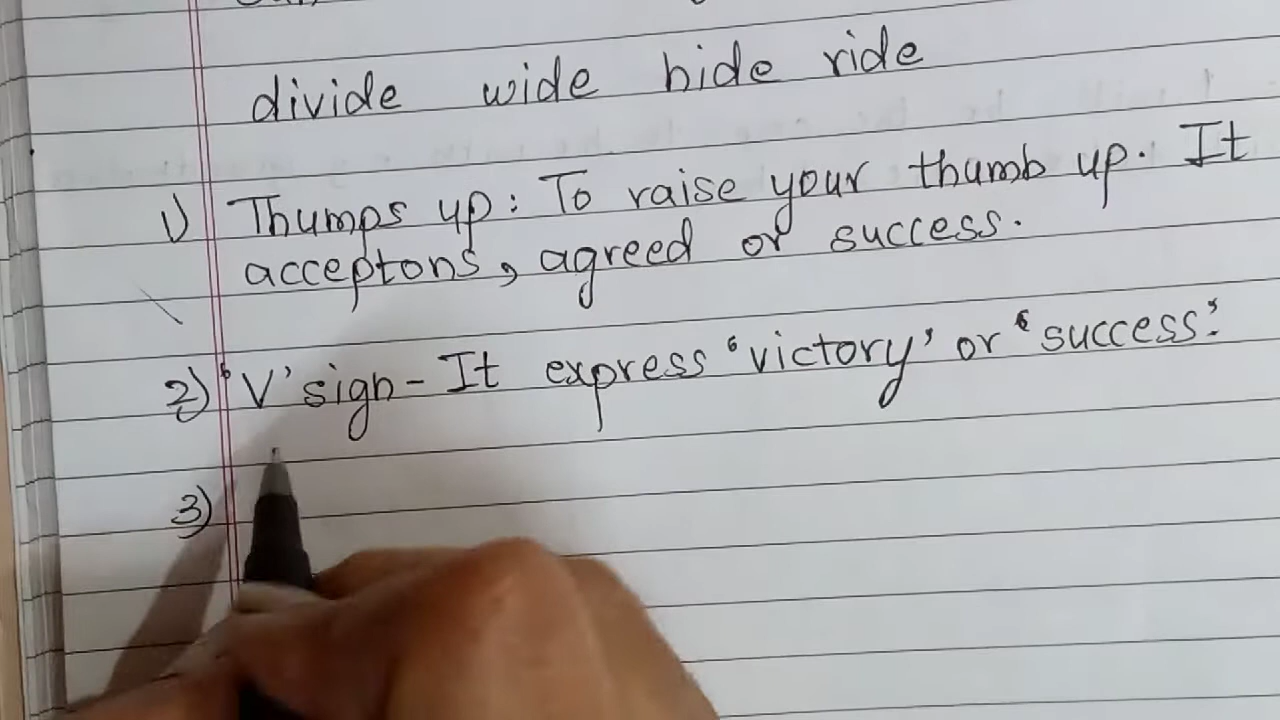 divide wide hide ride
1) Thumps up: To raise your thumb up. It
acceptons, agreed or success.
2) 'V' sign - It express 'victory' or 'success'.
3)